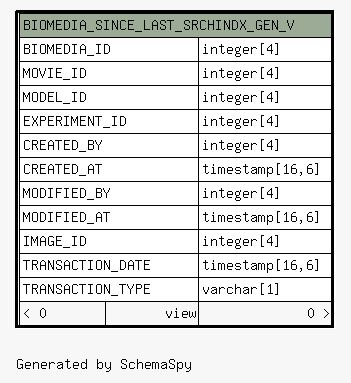 BIOMEDIA_SINCE_LAST_SRCHINDX_GEN_V
BIOMEDIA_ID integer[4]
MOVIE_ID integer[4]
MODEL_ID integer[4]
EXPERIMENT_ID integer[4]
CREATED_BY integer[4]
CREATED_AT timestamp[16,6]
MODIFIED_BY integer[4]
MODIFIED_AT timestamp[16,6]
IMAGE_ID integer[4]
TRANSACTION_DATE timestamp[16,6]
TRANSACTION_TYPE varchar[1]
< 0 view 0 >
Generated by SchemaSpy